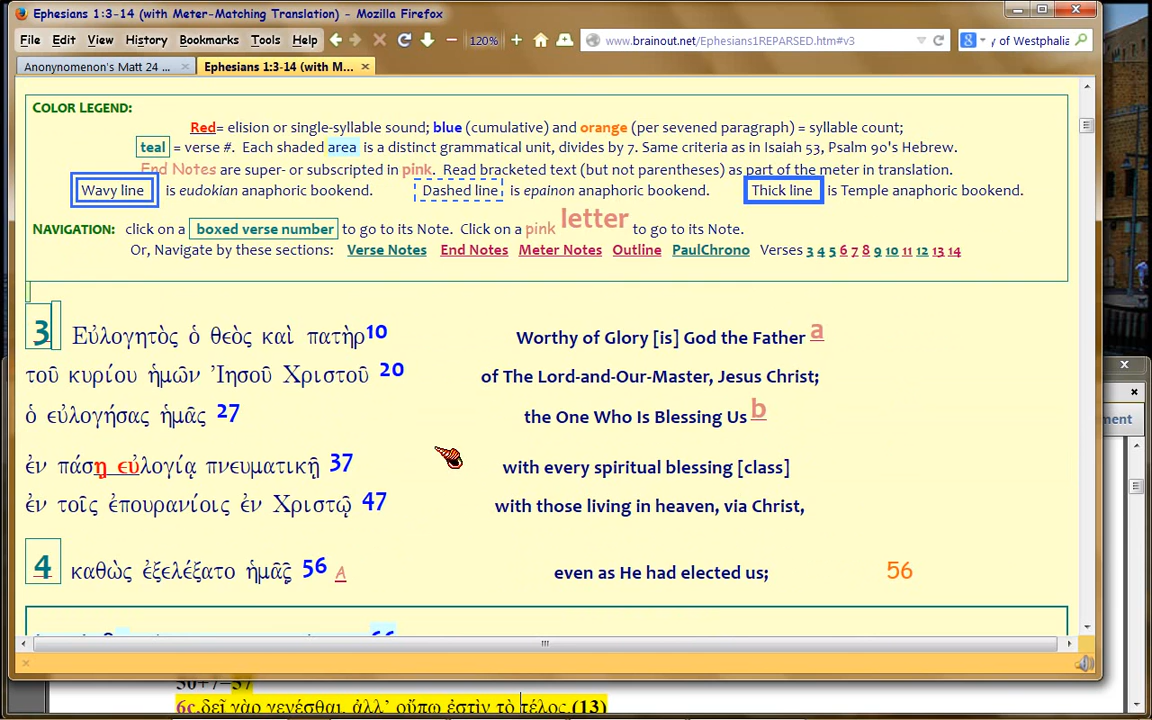 Ephesians 1:3-14 (with Meter-Matching Translation) - Mozilla Firefox
File Edit View History Bookmarks Tools Help 120% www.brainout.net/Ephesians1REPARSED.htm#v3 y of Westphalia
Anonynomenon's Matt 24 ... Ephesians 1:3-14 (with M...
COLOR LEGEND:
Red= elision or single-syllable sound; blue (cumulative) and orange (per sevened paragraph) = syllable count;
teal = verse #. Each shaded area is a distinct grammatical unit, divides by 7. Same criteria as in Isaiah 53, Psalm 90's Hebrew.
End Notes are super- or subscripted in pink. Read bracketed text (but not parentheses) as part of the meter in translation.
Wavy line is eudokian anaphoric bookend. Dashed line is epainon anaphoric bookend. Thick line is Temple anaphoric bookend.
NAVIGATION: click on a boxed verse number to go to its Note. Click on a pink letter to go to its Note.
Or, Navigate by these sections: Verse Notes End Notes Meter Notes Outline PaulChrono Verses 3 4 5 6 7 8 9 10 11 12 13 14
3 Εὐλογητὸς ὁ θεὸς καὶ πατὴρ10 Worthy of Glory [is] God the Father a
τοῦ κυρίου ἡμῶν Ἰησοῦ Χριστοῦ 20 of The Lord-and-Our-Master, Jesus Christ;
ὁ εὐλογήσας ἡμᾶς 27 the One Who Is Blessing Us b
ἐν πάσῃ εὐλογίᾳ πνευματικῇ 37 with every spiritual blessing [class]
ἐν τοῖς ἐπουρανίοις ἐν Χριστῷ 47 with those living in heaven, via Christ,
4 καθὼς ἐξελέξατο ἡμᾶς 56 A even as He had elected us; 56
66
ment
50+7=57
6c.δεῖ γὰρ γενέσθαι, ἀλλ’ οὔπω ἐστὶν τὸ τέλος.(13)